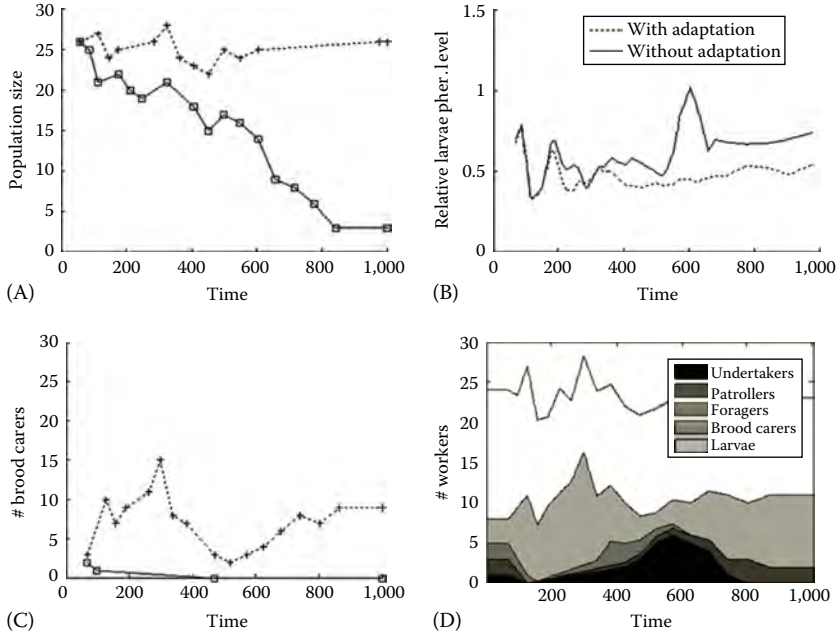 30
25
20
15
10
5
0
Population size
0
200
400
600
800
1,000
(A)
Time
1.5
1
0.5
0
Relative larvae pher.level
With adaptation
Without adaptation
0
200
400
600
800
1,000
(B)
Time
30
25
20
15
10
5
0
# brood carers
0
200
400
600
800
1,000
(C)
Time
30
25
20
15
10
5
0
# workers
Undertakers
Patrollers
Foragers
Brood carers
Larvae
200
400
600
800
1,000
(D)
Time